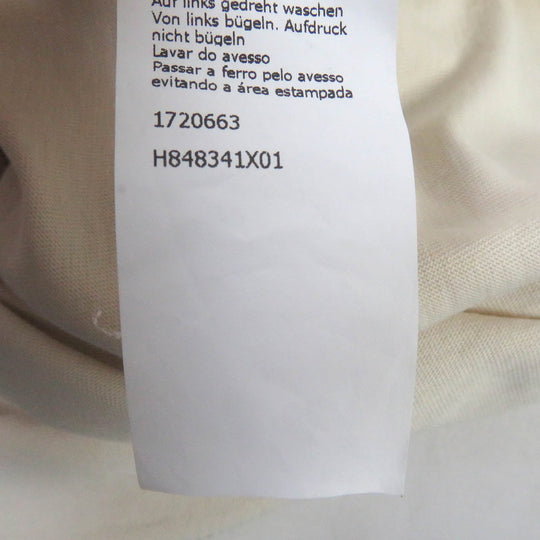 Auf links gedreht waschen
Von links bügeln. Aufdruck
nicht bügeln
Lavar do avesso
Passar a ferro pelo avesso
evitando a área estampada
1720663
H848341X01